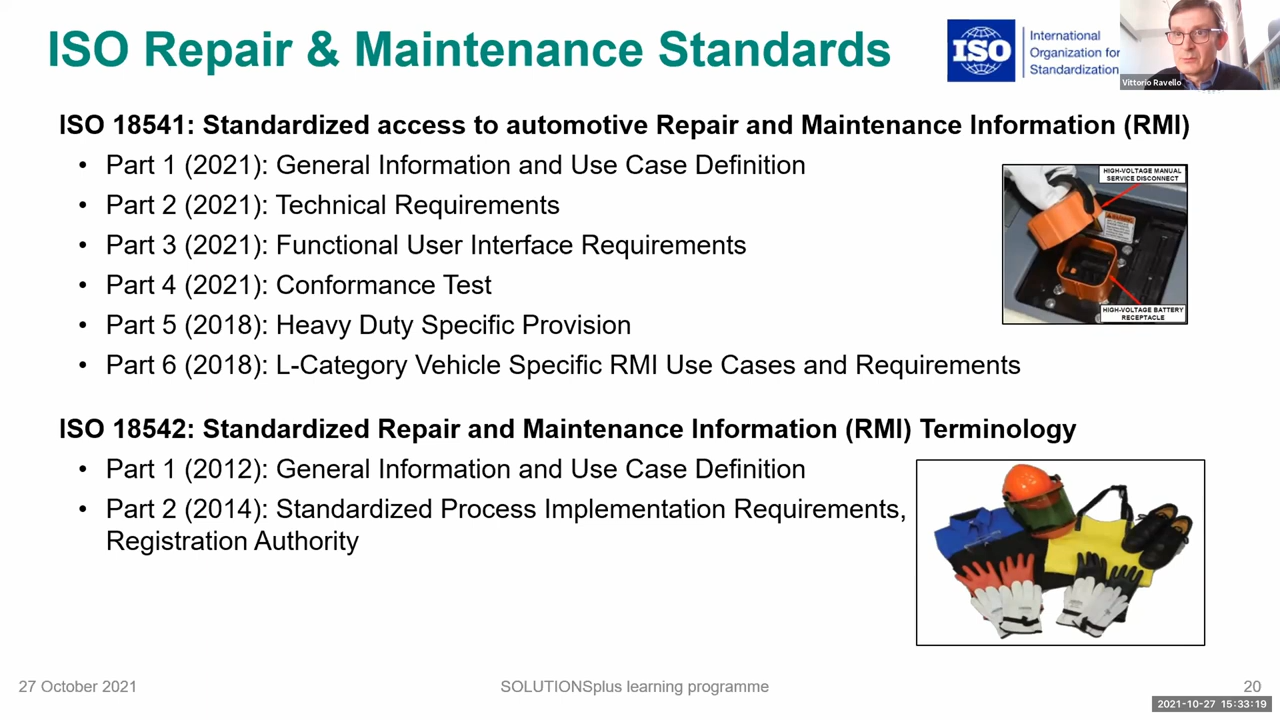 ISO Repair & Maintenance Standards
ISO
International
Organization for
Standardization
Vittorio Ravello
ISO 18541: Standardized access to automotive Repair and Maintenance Information (RMI)
• Part 1 (2021): General Information and Use Case Definition
• Part 2 (2021): Technical Requirements
• Part 3 (2021): Functional User Interface Requirements
• Part 4 (2021): Conformance Test
• Part 5 (2018): Heavy Duty Specific Provision
• Part 6 (2018): L-Category Vehicle Specific RMI Use Cases and Requirements
HIGH-VOLTAGE MANUAL
SERVICE DISCONNECT
HIGH-VOLTAGE BATTERY
RECEPTACLE
ISO 18542: Standardized Repair and Maintenance Information (RMI) Terminology
• Part 1 (2012): General Information and Use Case Definition
• Part 2 (2014): Standardized Process Implementation Requirements,
Registration Authority
27 October 2021
SOLUTIONSplus learning programme
20
2021-10-27 15:33:19